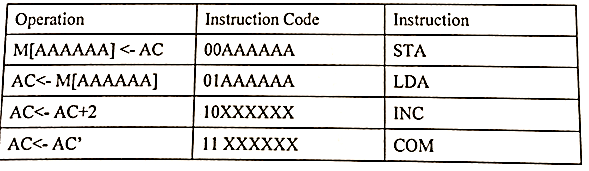 Operation Instruction Code Instruction
M[AAAAAA] <- AC 00AAAAAA STA
AC<- M[AAAAAA] 01AAAAAA LDA
AC<- AC+2 10XXXXXX INC
AC<- AC' 11 XXXXXX COM